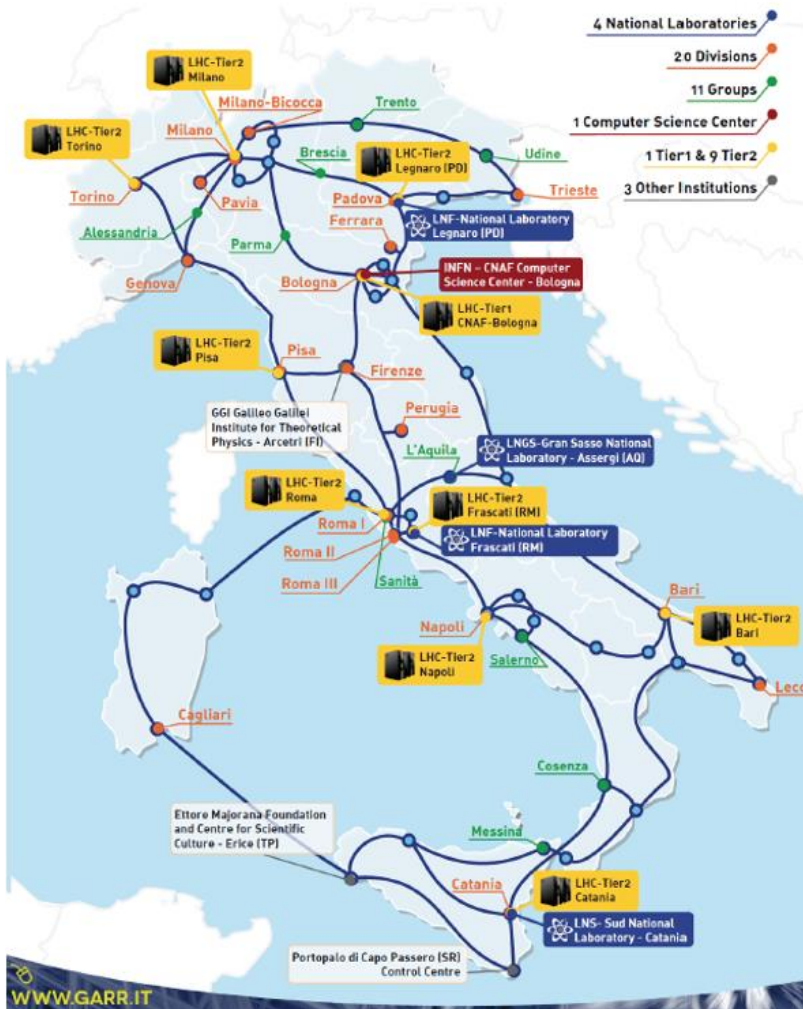 4 National Laboratories
20 Divisions
11 Groups
1 Computer Science Center
1 Tier1 & 9 Tier2
3 Other Institutions
LHC-Tier2
Milano
Milano-Bicocca
Trento
LHC-Tier2
Torino
Milano
Brescia
LHC-Tier2
Legnaro (PD)
Udine
Torino
Pavia
Padova
Trieste
Ferrara
LNF-National Laboratory
Legnaro (PD)
Alessandria
Parma
Genova
Bologna
INFN - CNAF Computer
Science Center - Bologna
LHC-Tier1
CNAF-Bologna
LHC-Tier2
Pisa
Pisa
Firenze
GGI Galileo Galilei
Institute for Theoretical
Physics - Arcetri (FI)
Perugia
L'Aquila
LNGS-Gran Sasso National
Laboratory - Assergi (AQ)
LHC-Tier2
Roma
LHC-Tier2
Frascati (RM)
Roma I
LNF-National Laboratory
Frascati (RM)
Roma II
Roma III
Sanità
Bari
Napoli
LHC-Tier2
Bari
LHC-Tier2
Napoli
Salerno
Lecc
Cagliari
Cosenza
Ettore Majorana Foundation
and Centre for Scientific
Culture - Erice (TP)
Messina
LHC-Tier2
Catania
Catania
LNS- Sud National
Laboratory - Catania
Portopalo di Capo Passero (SR)
Control Centre
WWW.GARR.IT